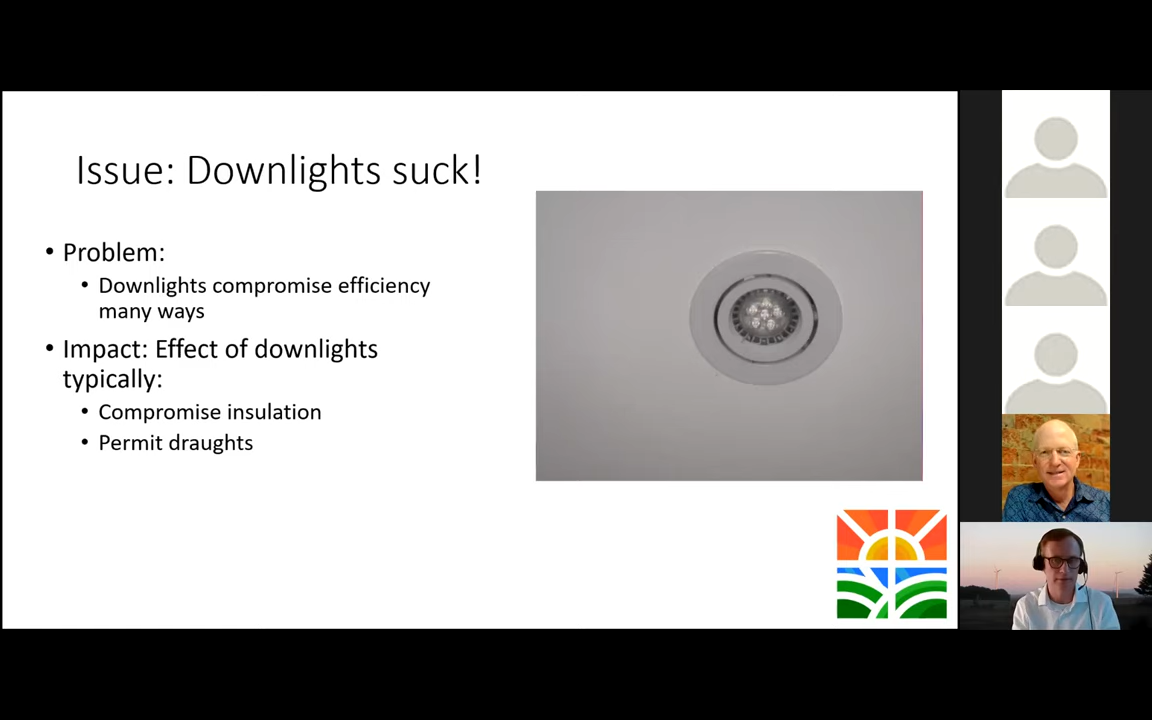 Issue: Downlights suck!
• Problem:
• Downlights compromise efficiency
many ways
• Impact: Effect of downlights
typically:
• Compromise insulation
• Permit draughts